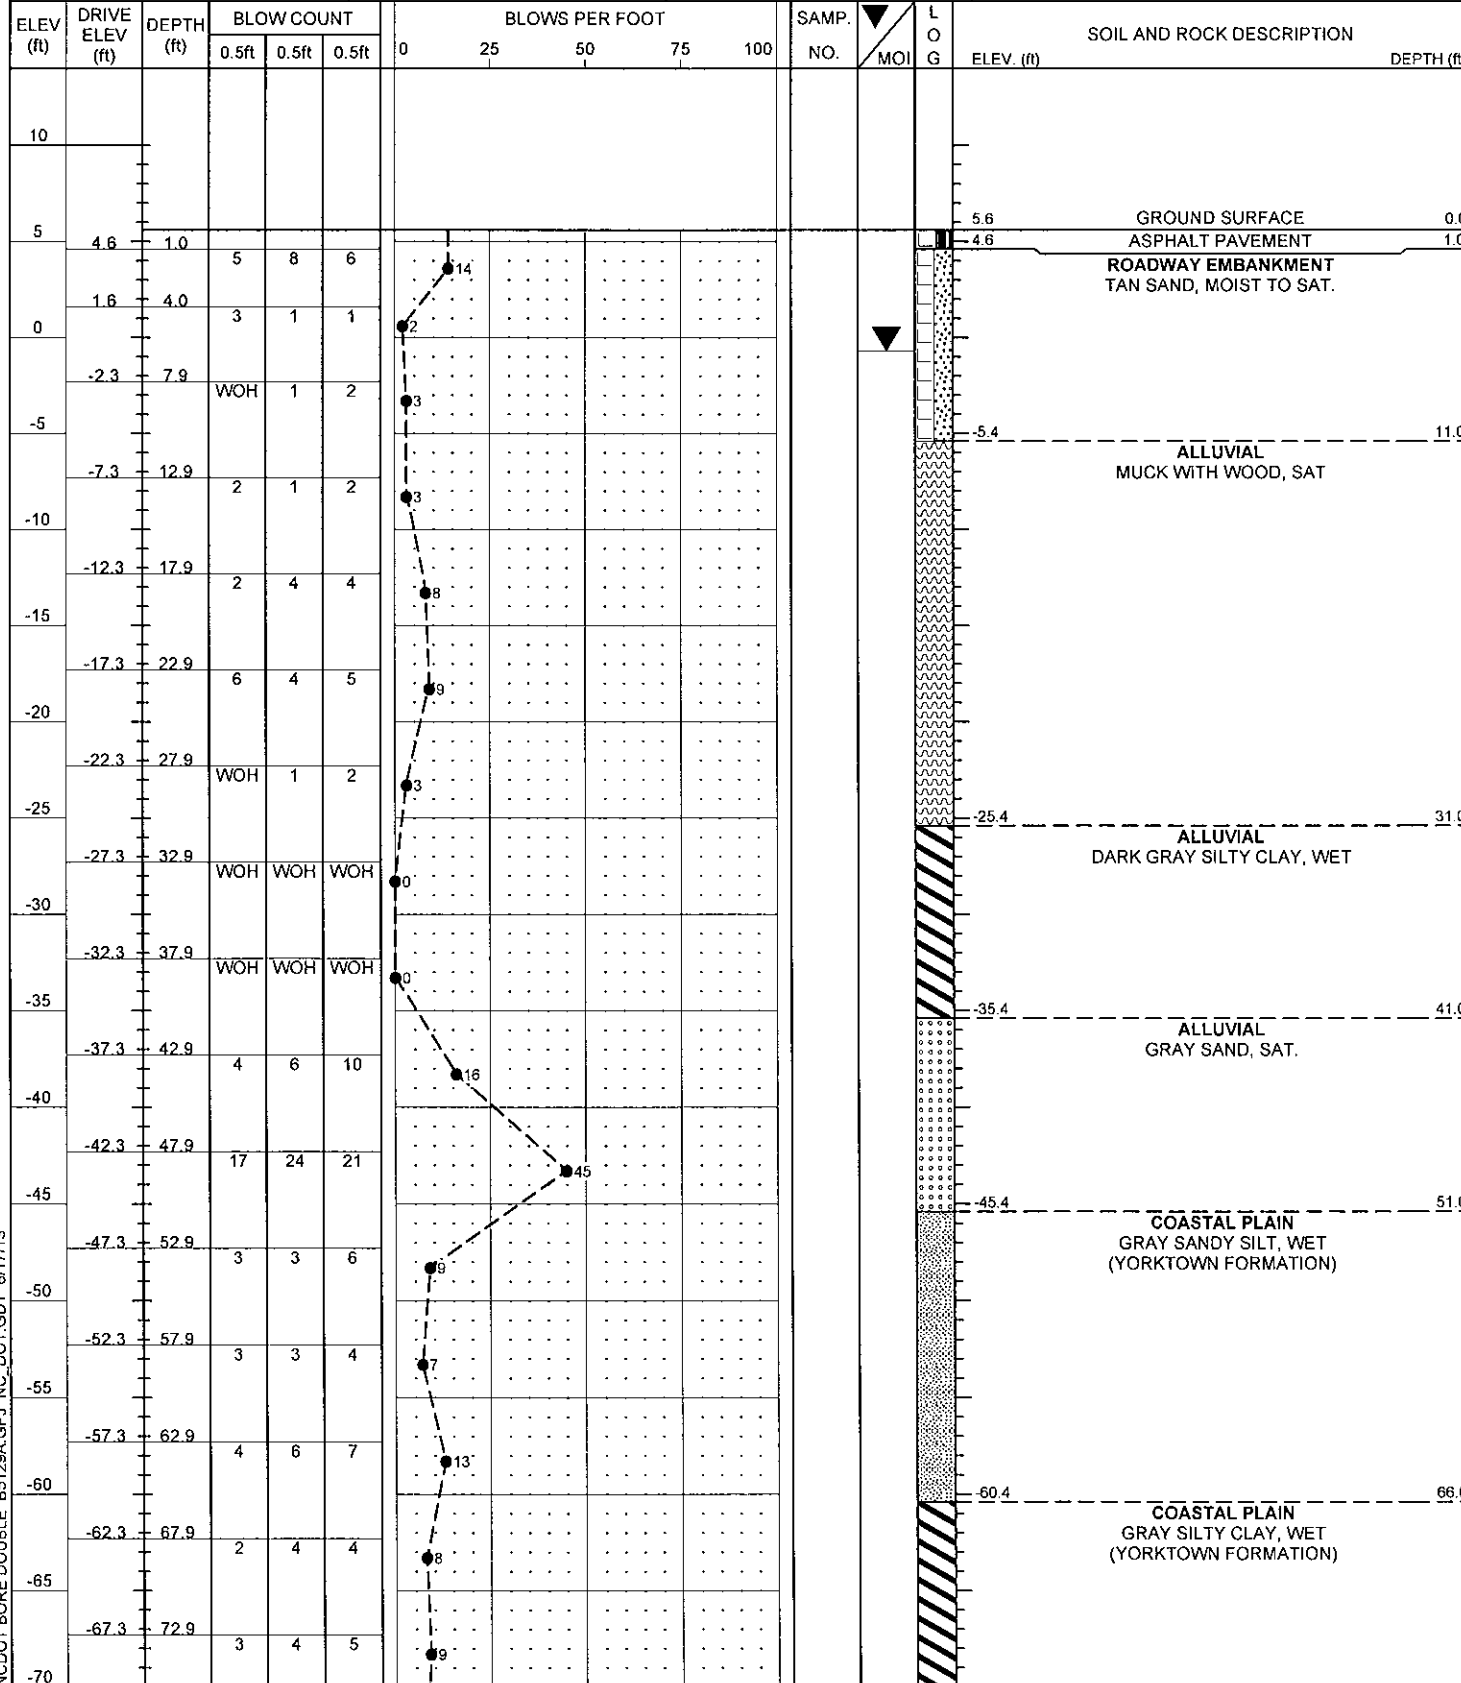 ELEV (ft) DRIVE ELEV (ft) DEPTH (ft) BLOW COUNT BLOWS PER FOOT SAMP. NO. MOI L O G SOIL AND ROCK DESCRIPTION
0.5ft 0.5ft 0.5ft 0 25 50 75 100 ELEV. (ft) DEPTH (ft
10
5.6 GROUND SURFACE 0.0
5 4.6 1.0 4.6 ASPHALT PAVEMENT 1.0
5 8 6 14 ROADWAY EMBANKMENT
TAN SAND, MOIST TO SAT.
1.6 4.0
0 3 1 1 2
-2.3 7.9
WOH 1 2 3
-5 -5.4 11.0
ALLUVIAL
-7.3 12.9 MUCK WITH WOOD, SAT
2 1 2 3
-10
-12.3 17.9
2 4 4 8
-15
-17.3 22.9
6 4 5 9
-20
-22.3 27.9
WOH 1 2 3
-25 -25.4 31.0
ALLUVIAL
-27.3 32.9 DARK GRAY SILTY CLAY, WET
WOH WOH WOH 0
-30
-32.3 37.9
WOH WOH WOH 0
-35 -35.4 41.0
ALLUVIAL
-37.3 42.9 GRAY SAND, SAT.
4 6 10 16
-40
-42.3 47.9
17 24 21 45
-45 -45.4 51.0
COASTAL PLAIN
-47.3 52.9 GRAY SANDY SILT, WET
3 3 6 9 (YORKTOWN FORMATION)
-50
-52.3 57.9
3 3 4 7
-55
-57.3 62.9
4 6 7 13
-60 -60.4 66.0
COASTAL PLAIN
-62.3 67.9 GRAY SILTY CLAY, WET
2 4 4 8 (YORKTOWN FORMATION)
-65
-67.3 72.9
3 4 5 9
-70
NCDOT BORE DOUBLE